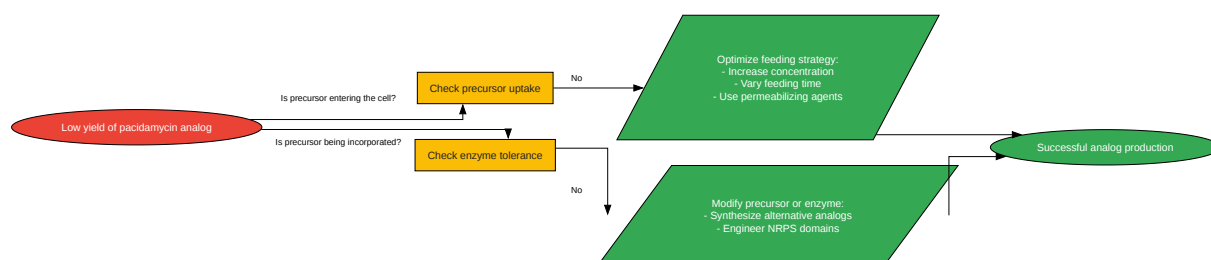 Low yield of pacidamycin analog
Is precursor entering the cell?
Is precursor being incorporated?
Check precursor uptake
Check enzyme tolerance
No
No
Optimize feeding strategy:
- Increase concentration
- Vary feeding time
- Use permeabilizing agents
Modify precursor or enzyme:
- Synthesize alternative analogs
- Engineer NRPS domains
Successful analog production